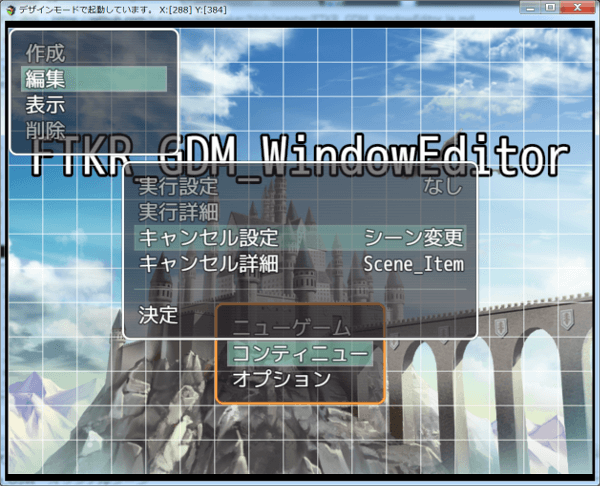 デザインモードで起動しています。 X:[288] Y:[384]
作成
編集
表示
削除
FTKR_GDM_WindowEditor
実行設定 なし
実行詳細
キャンセル設定 シーン変更
キャンセル詳細 Scene_Item
決定
ニューゲーム
コンティニュー
オプション